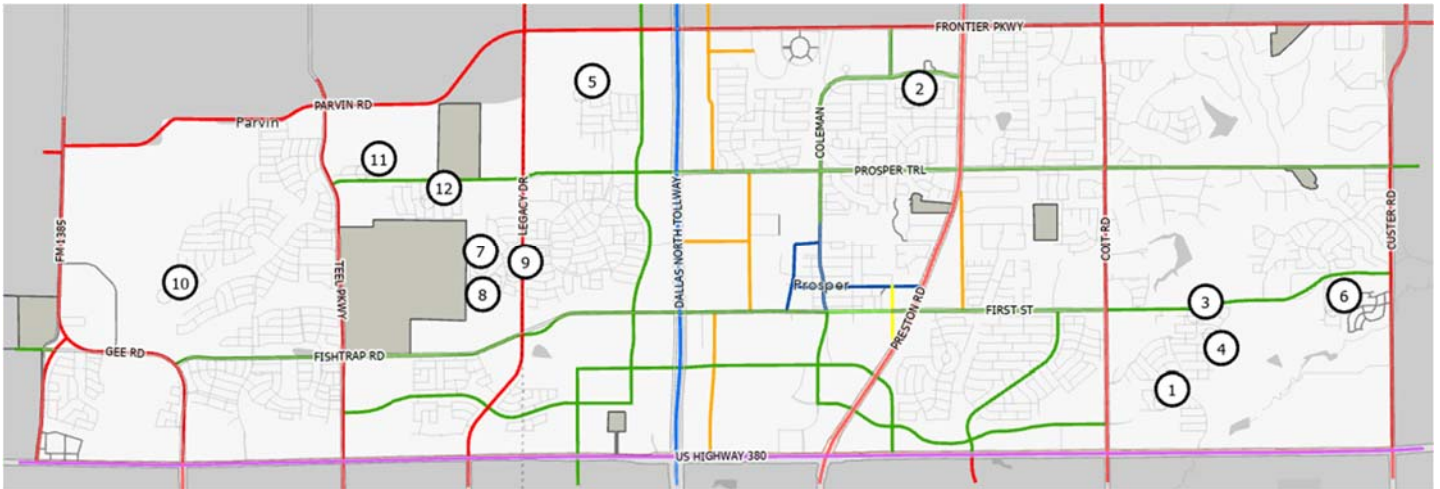 FRONTIER PKWY
5
2
PARVIN RD
Parvin
COLEMAN
11
PROSPER TRL
12
LEGACY DR
DALLAS NORTH TOLLWAY
FM 1385
CUSTER RD
COIT RD
7
9
TEEL PKWY
10
8
Prosper
PRESTON RD
3
6
FIRST ST
4
GEE RD
FISHTRAP RD
1
US HIGHWAY 380